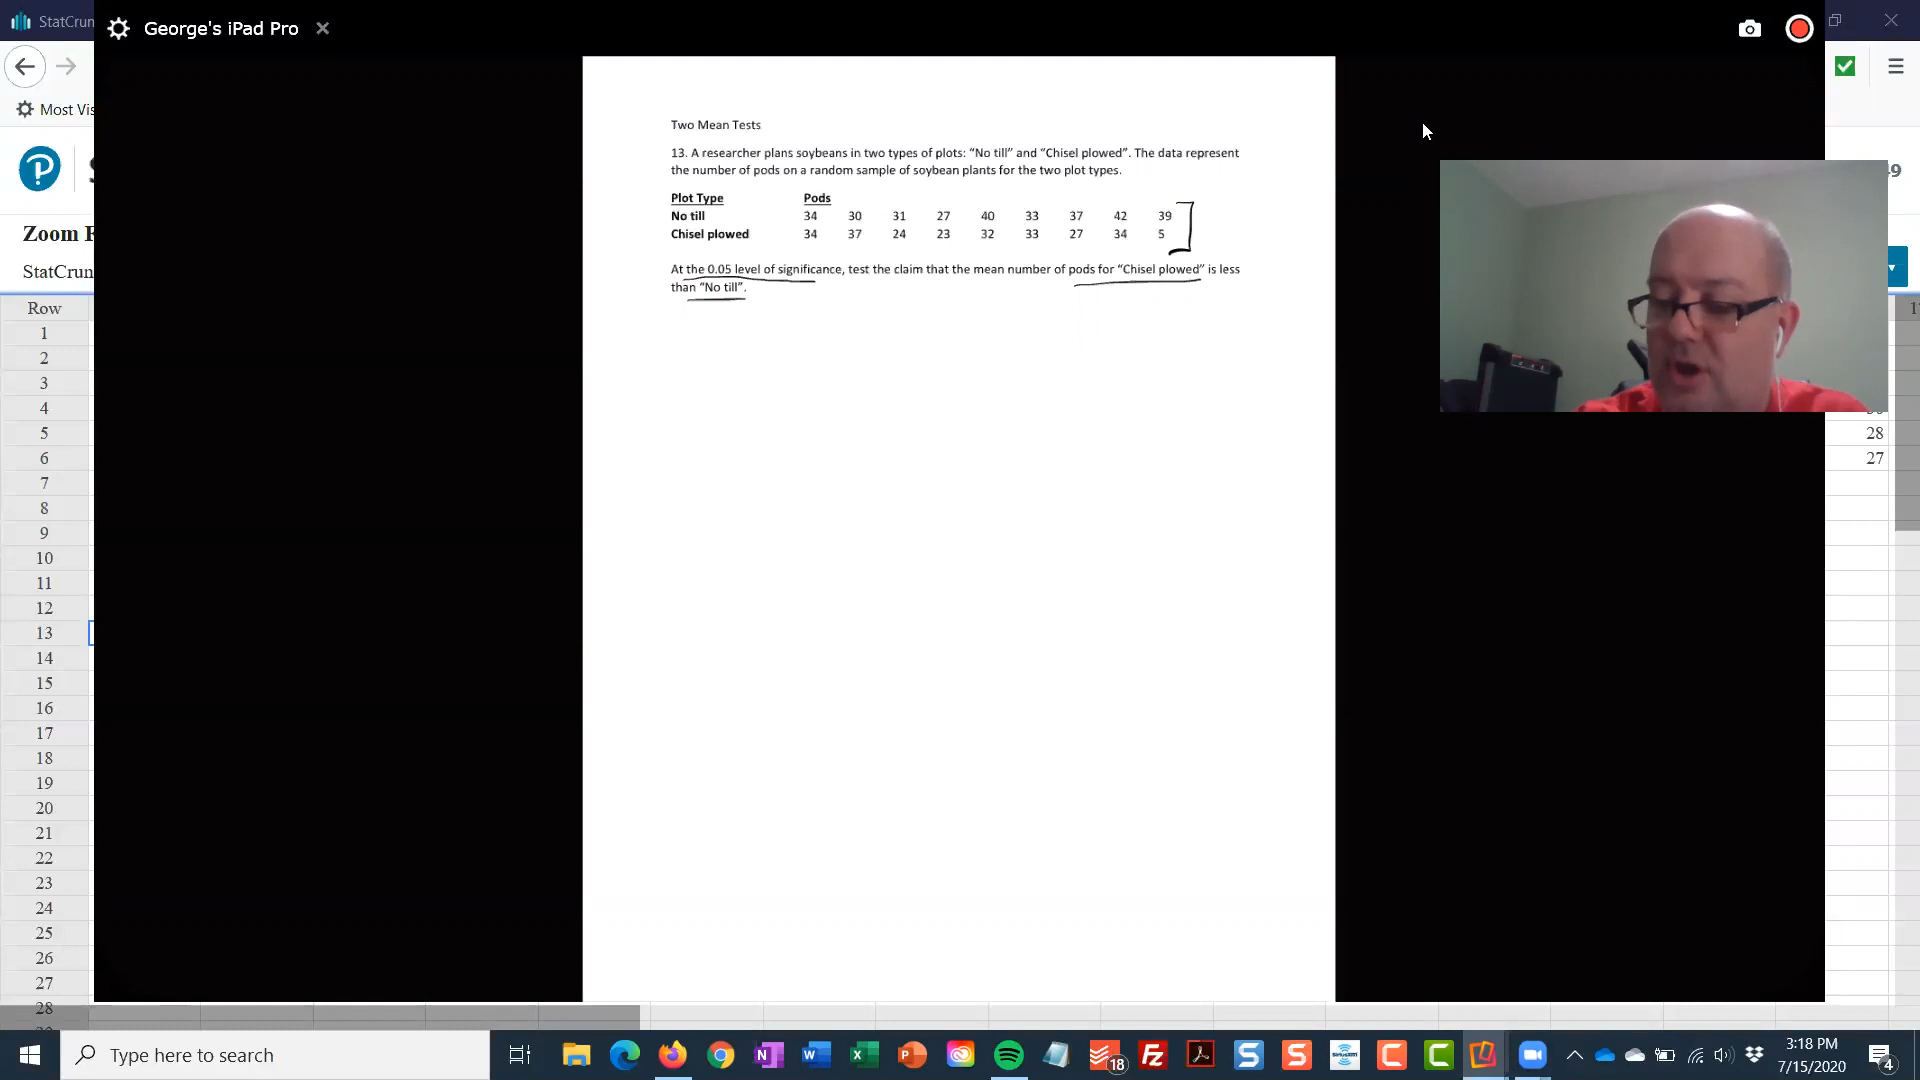 StatCrun
George's iPad Pro
Most Vis
Zoom F
StatCrun
Two Mean Tests
13. A researcher plans soybeans in two types of plots: “No till” and “Chisel plowed”. The data represent
the number of pods on a random sample of soybean plants for the two plot types.
Plot Type Pods
No till 34 30 31 27 40 33 37 42 39
Chisel plowed 34 37 24 23 32 33 27 34 5
At the 0.05 level of significance, test the claim that the mean number of pods for “Chisel plowed” is less
than “No till”.
Row
1
2
3
4
5 28
6 27
7
8
9
10
11
12
13
14
15
16
17
18
19
20
21
22
23
24
25
26
27
28
Type here to search
18
3:18 PM
7/15/2020
4